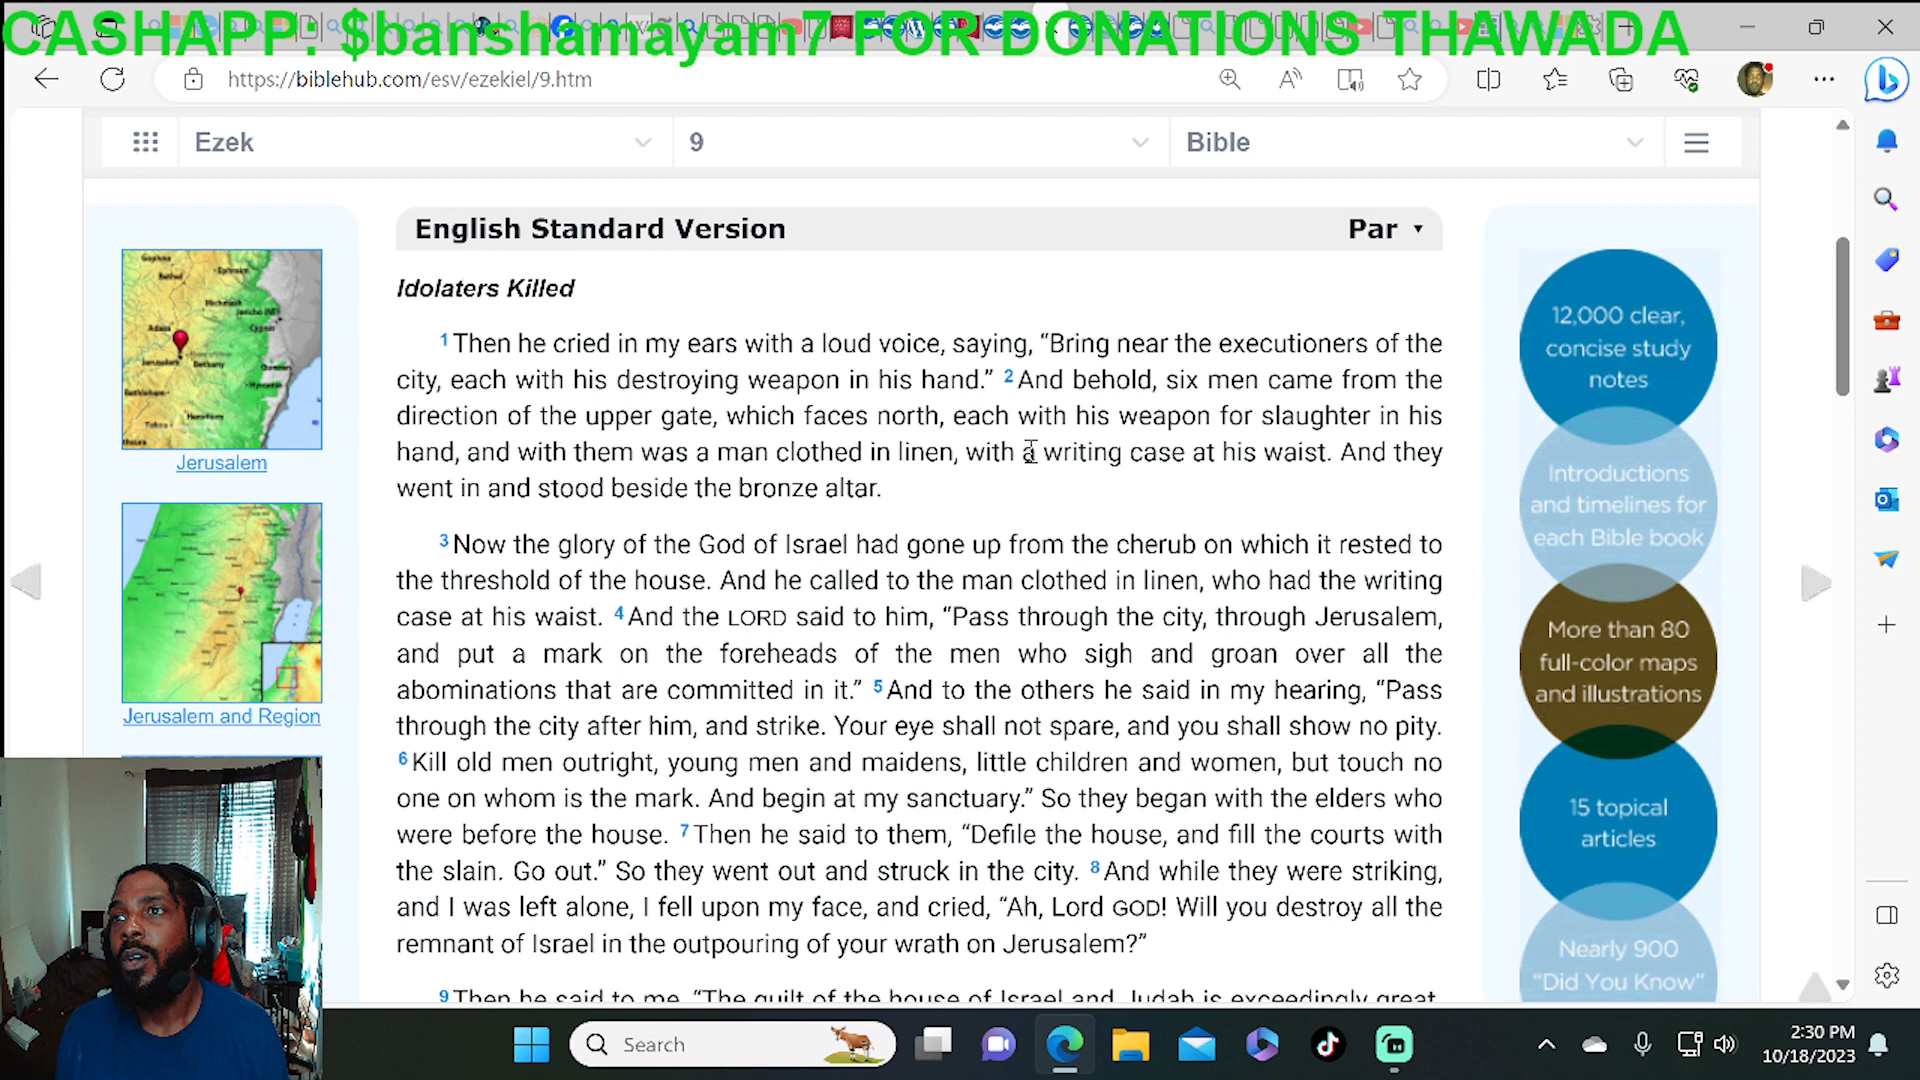 CASHAPP: $banshamayam7 FOR DONATIONS THAWADA
https://biblehub.com/esv/ezekiel/9.htm
Ezek
9
Bible
English Standard Version
Par
Idolaters Killed
1 Then he cried in my ears with a loud voice, saying, “Bring near the executioners of the
city, each with his destroying weapon in his hand.” 2 And behold, six men came from the
direction of the upper gate, which faces north, each with his weapon for slaughter in his
hand, and with them was a man clothed in linen, with a writing case at his waist. And they
went in and stood beside the bronze altar.
3 Now the glory of the God of Israel had gone up from the cherub on which it rested to
the threshold of the house. And he called to the man clothed in linen, who had the writing
case at his waist. 4 And the LORD said to him, “Pass through the city, through Jerusalem,
and put a mark on the foreheads of the men who sigh and groan over all the
abominations that are committed in it.” 5 And to the others he said in my hearing, “Pass
through the city after him, and strike. Your eye shall not spare, and you shall show no pity.
6 Kill old men outright, young men and maidens, little children and women, but touch no
one on whom is the mark. And begin at my sanctuary.” So they began with the elders who
were before the house. 7 Then he said to them, “Defile the house, and fill the courts with
the slain. Go out.” So they went out and struck in the city. 8 And while they were striking,
and I was left alone, I fell upon my face, and cried, “Ah, Lord GOD! Will you destroy all the
remnant of Israel in the outpouring of your wrath on Jerusalem?”
9 Then he said to me, “The guilt of the house of Israel and Judah is exceedingly great.
Jerusalem
Jerusalem and Region
12,000 clear,
concise study
notes
Introductions
and timelines for
each Bible book
More than 80
full-color maps
and illustrations
15 topical
articles
Nearly 900
“Did You Know”
Search
2:30 PM
10/18/2023